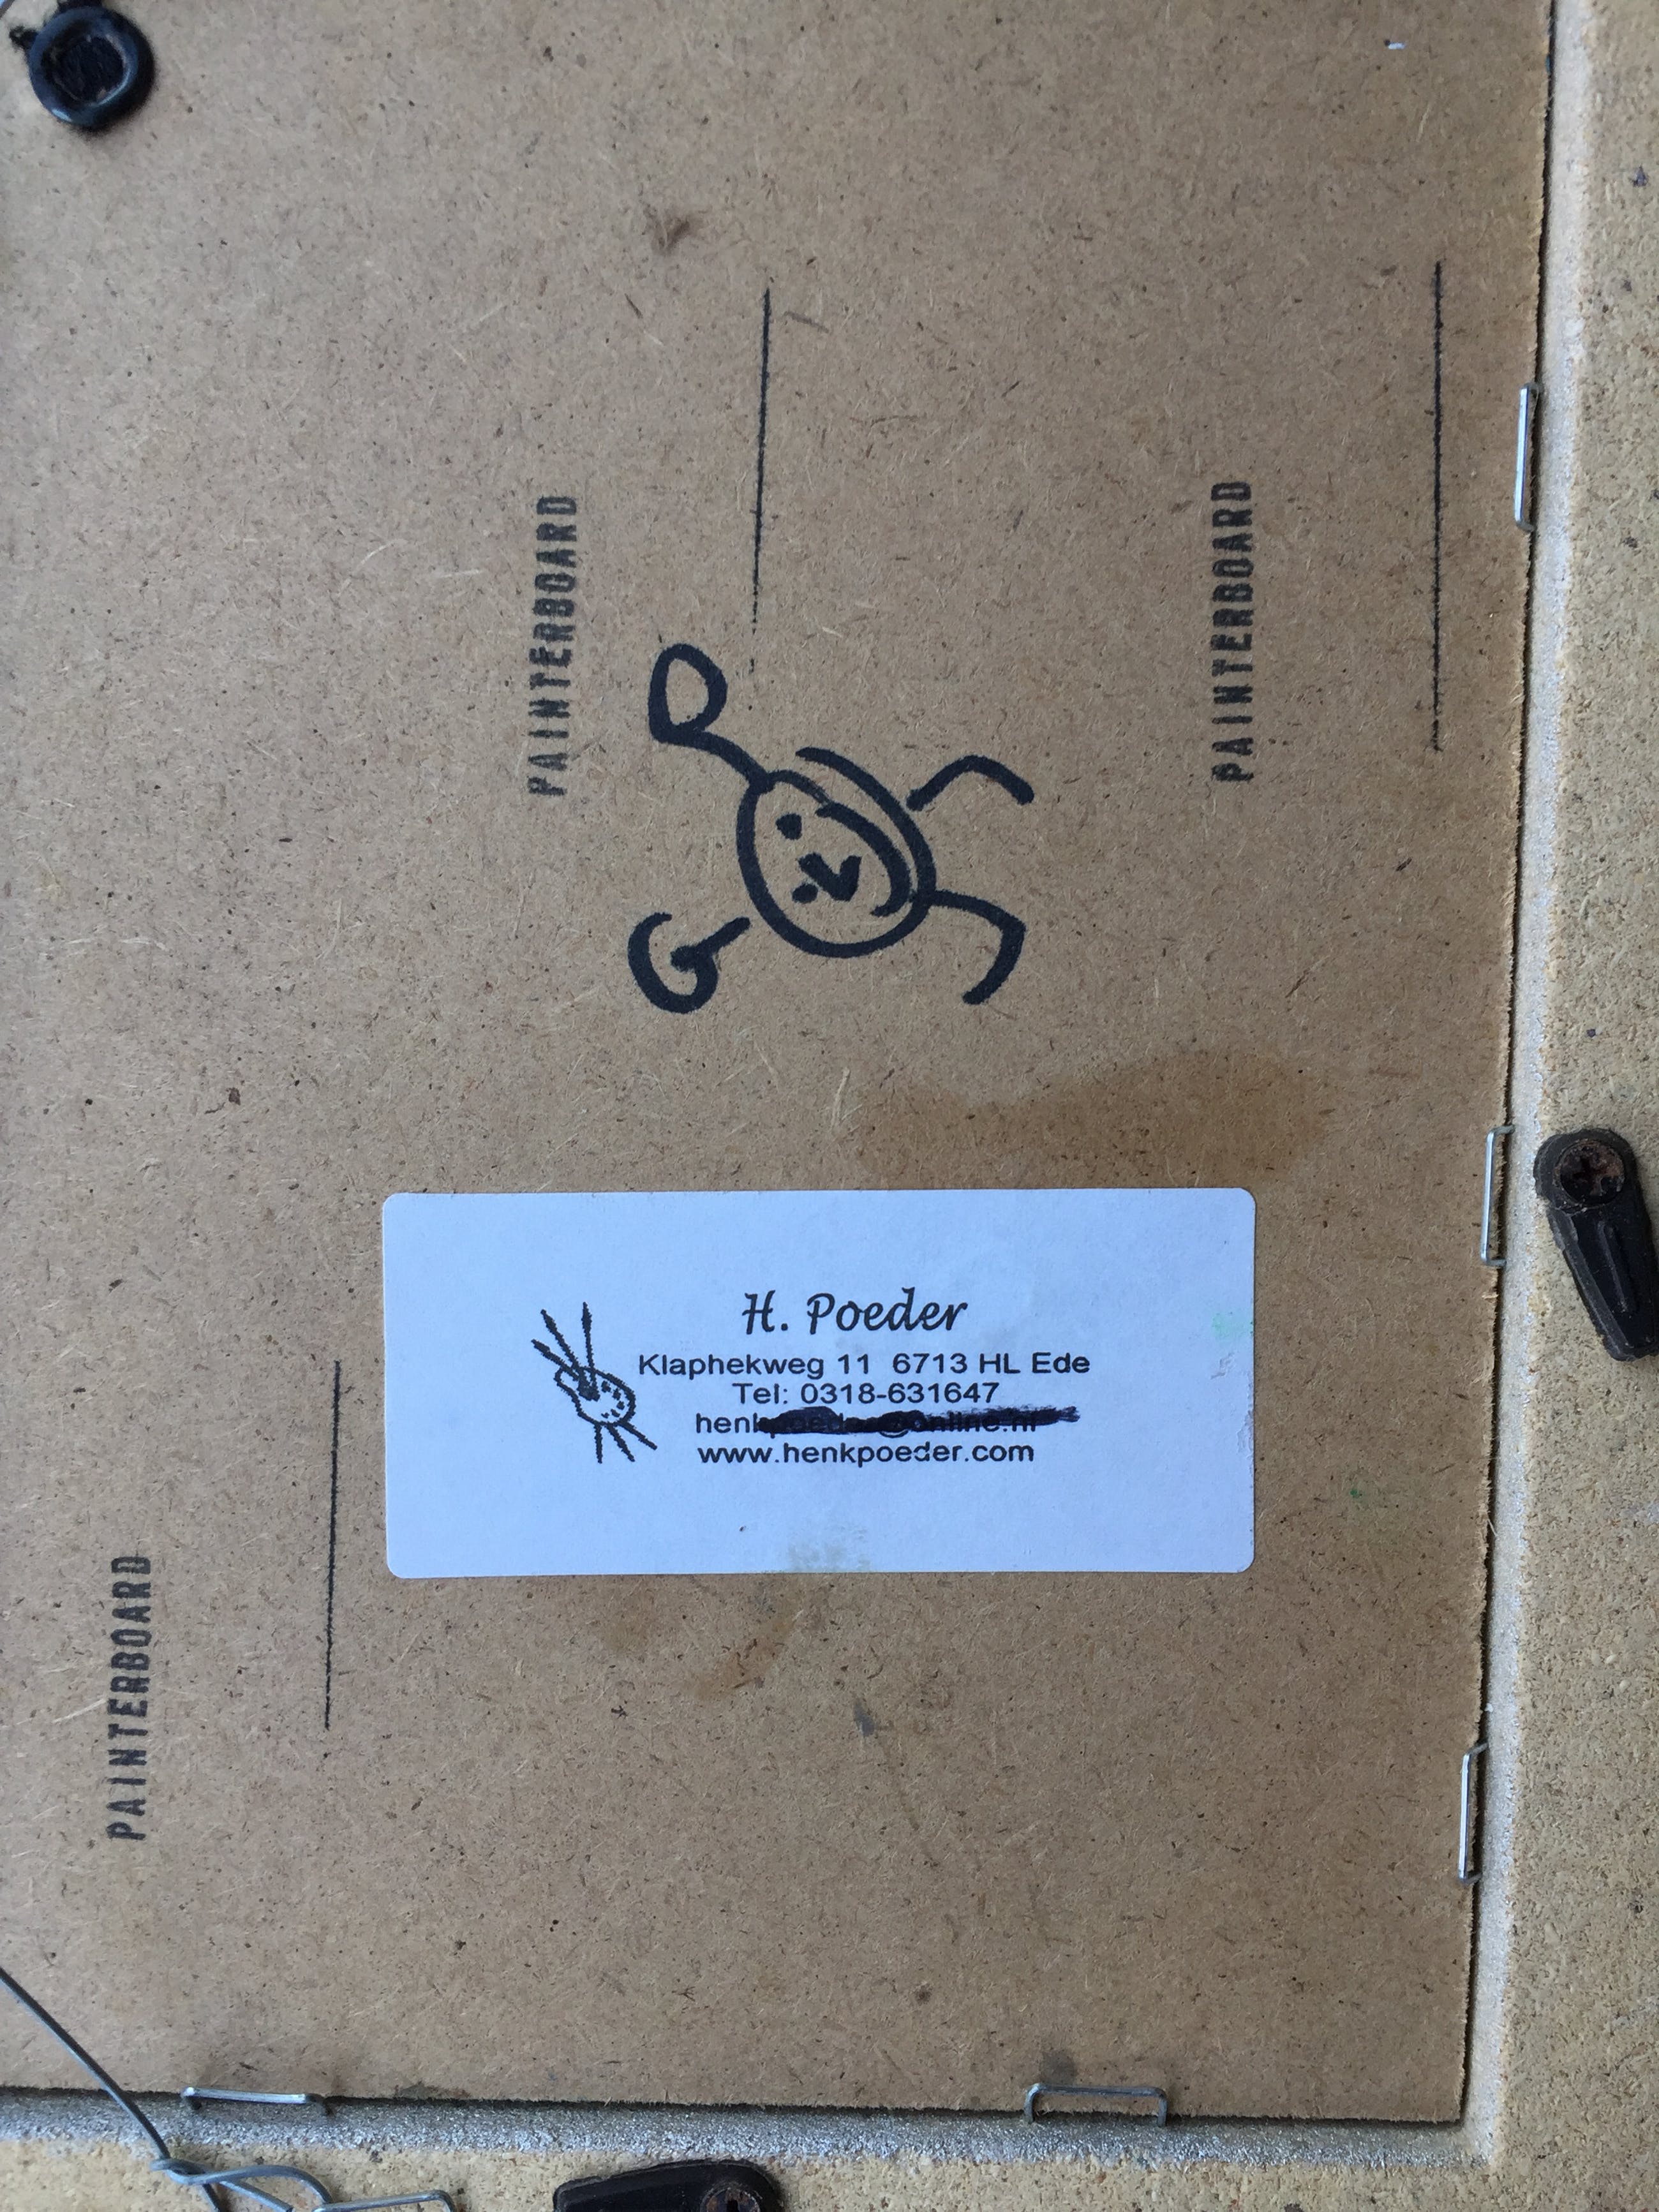 PAINTERBOARD
PAINTERBOARD
H. Poeder
Klaphekweg 11 6713 HL Ede
Tel: 0318-631647
www.henkpoeder.com
PAINTERBOARD